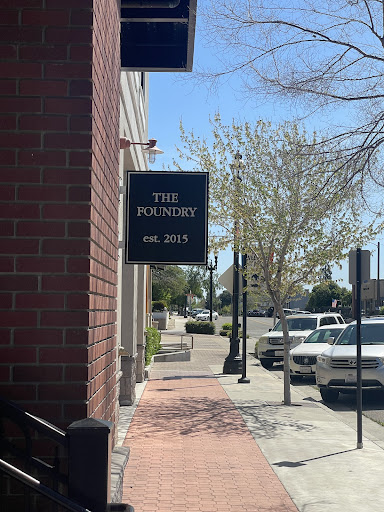 THE
FOUNDRY
est. 2015